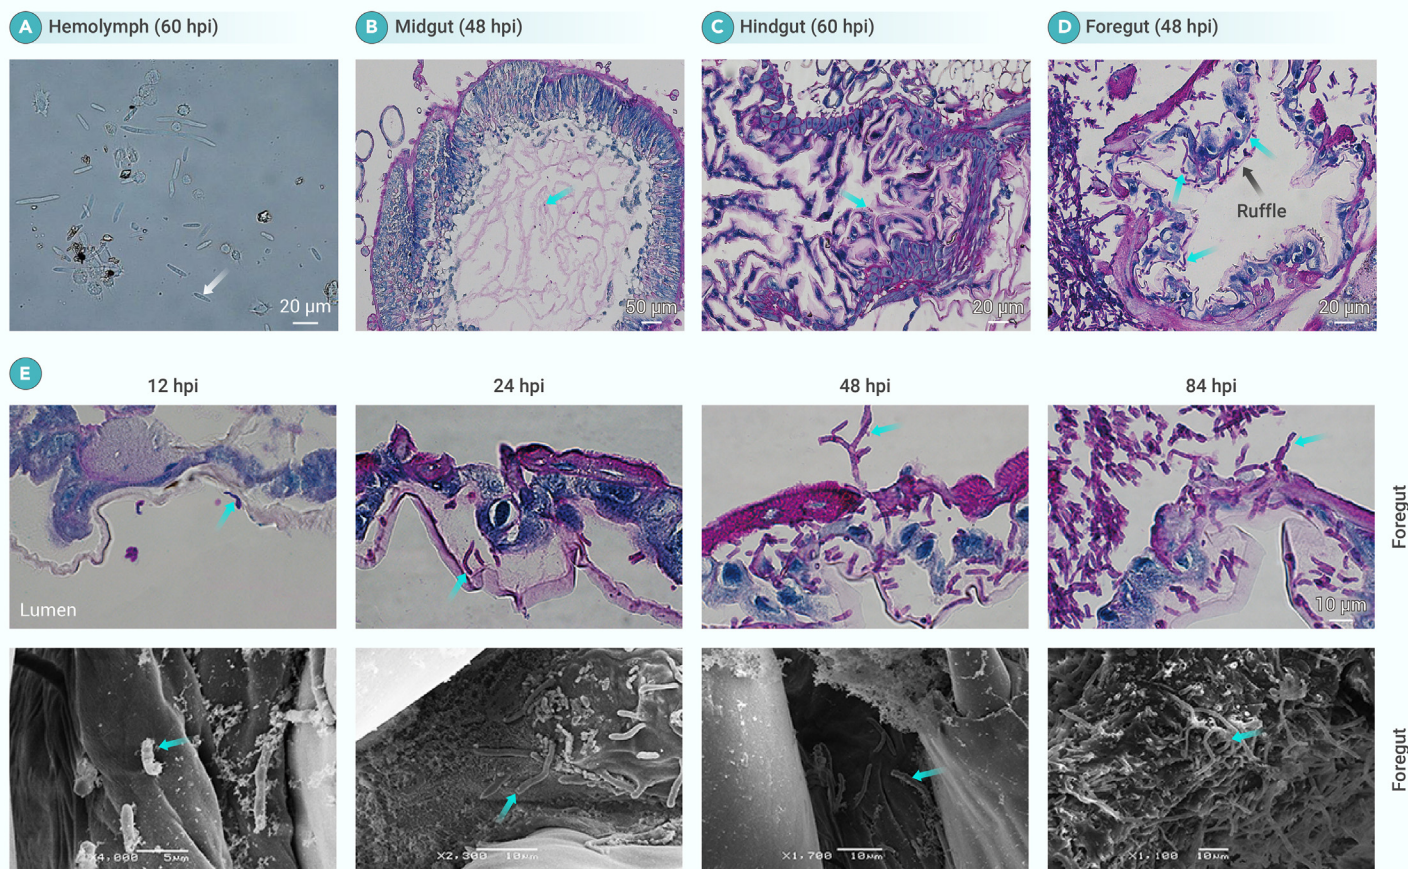 A Hemolymph (60 hpi)
B Midgut (48 hpi)
C Hindgut (60 hpi)
D Foregut (48 hpi)
20 µm
50 µm
20 µm
Ruffle
20 µm
E
12 hpi
24 hpi
48 hpi
84 hpi
Lumen
10 µm
Foregut
X4,000 5µm
X2,300 10µm
X1,700 10µm
X1,100 10µm
Foregut